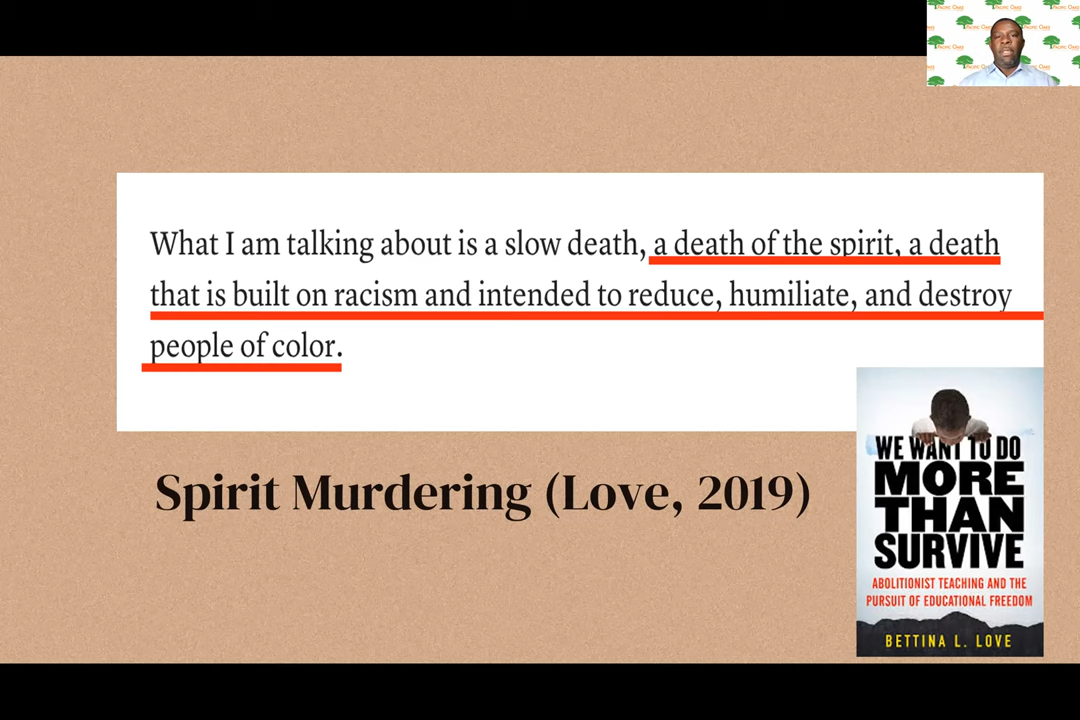 PACIFIC OAKS
What I am talking about is a slow death, a death of the spirit, a death
that is built on racism and intended to reduce, humiliate, and destroy
people of color.
Spirit Murdering (Love, 2019)
WE WANT TO DO
MORE
THAN
SURVIVE
ABOLITIONIST TEACHING AND THE
PURSUIT OF EDUCATIONAL FREEDOM
BETTINA L. LOVE